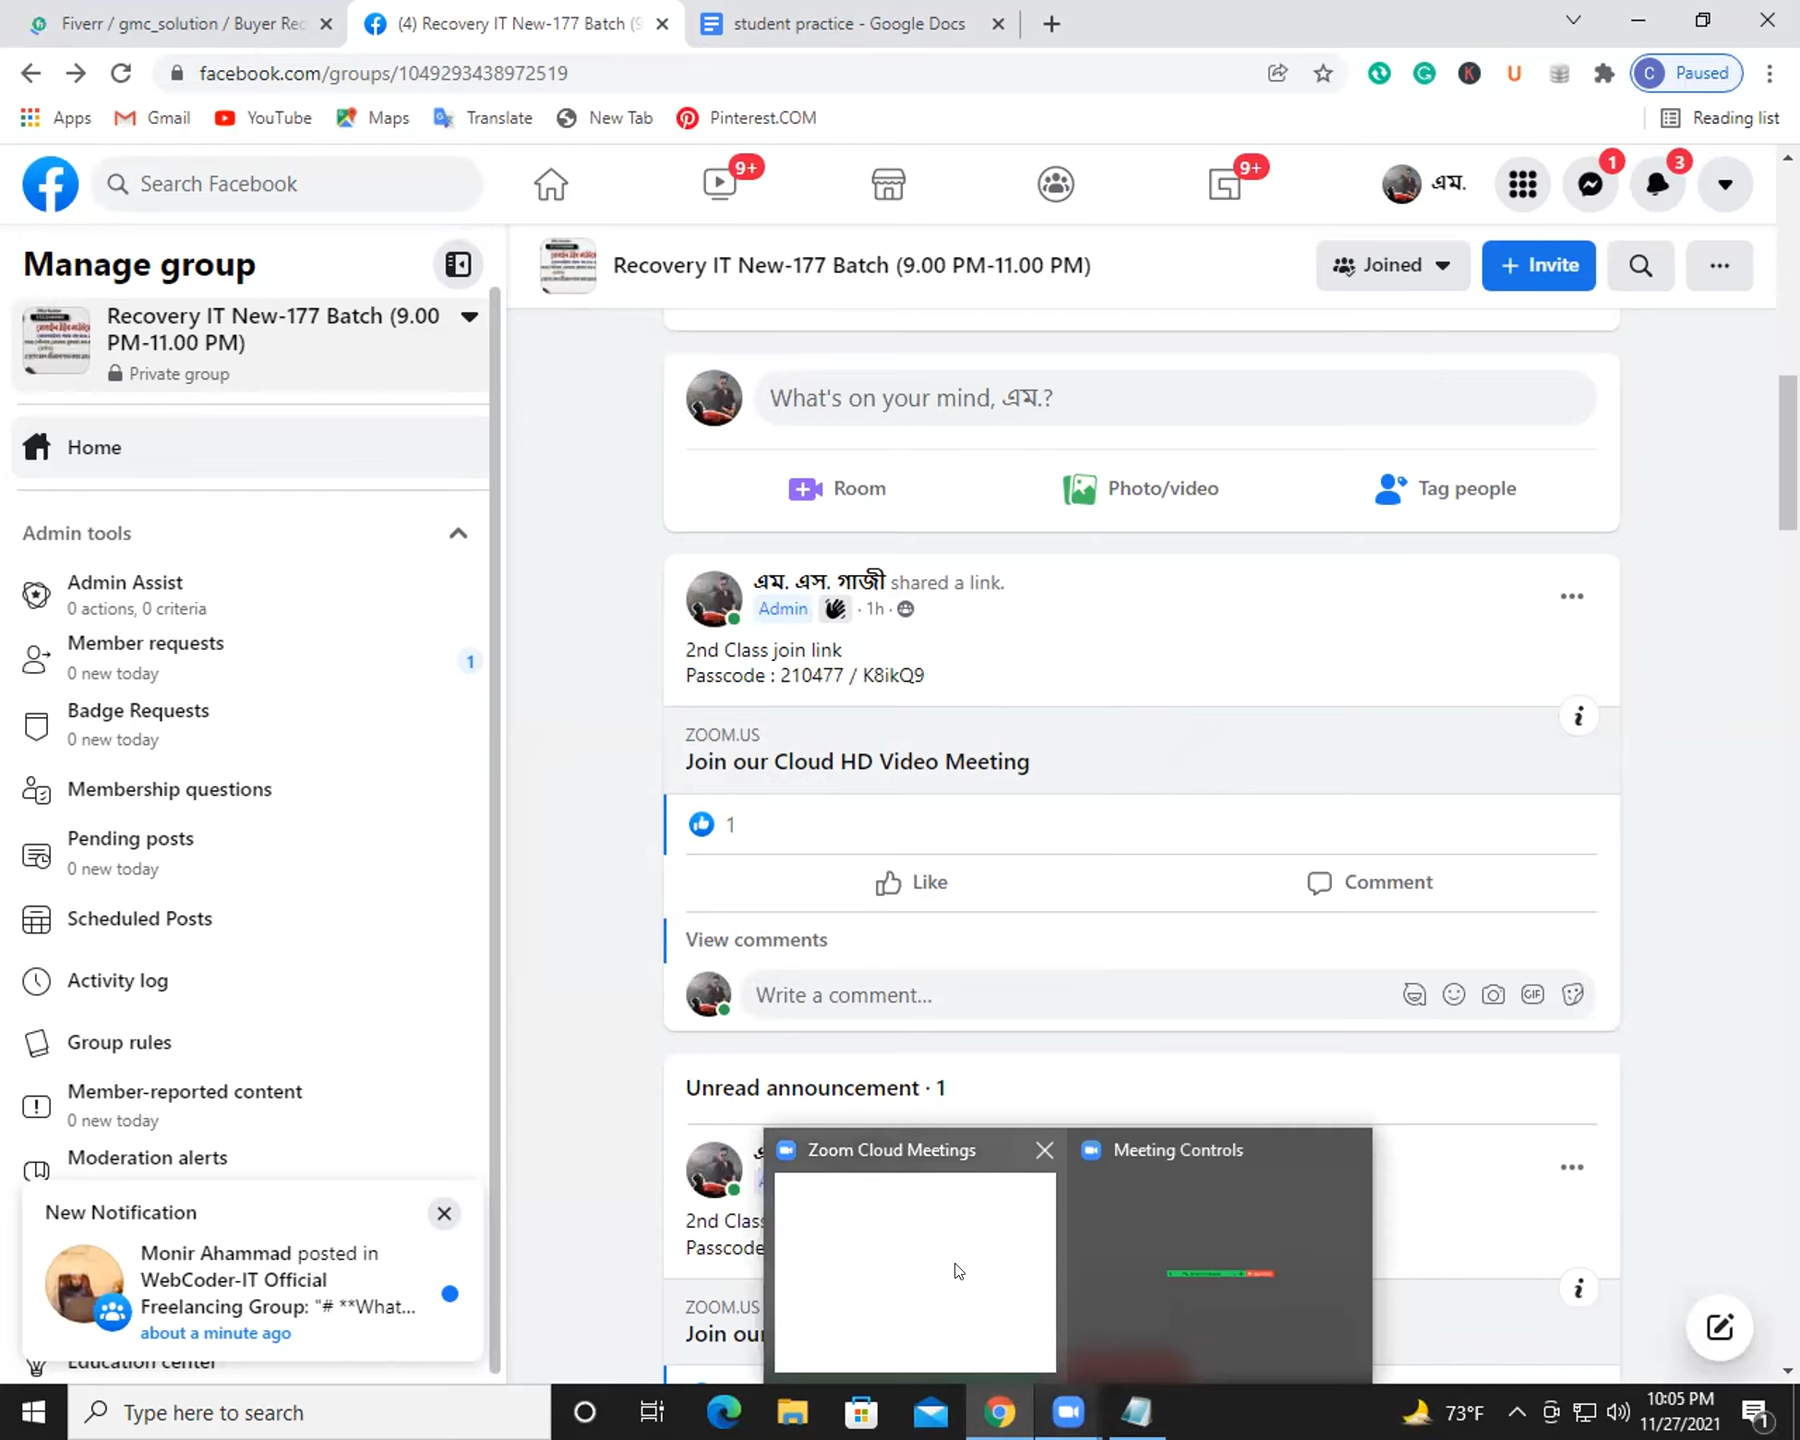 Fiverr / gmc_solution / Buyer Rec
(4) Recovery IT New-177 Batch (9
student practice - Google Docs
facebook.com/groups/1049293438972519
C Paused
Apps
Gmail
YouTube
Maps
Translate
New Tab
Pinterest.COM
Reading list
Search Facebook
9+
9+
এম.
1
3
Manage group
Recovery IT New-177 Batch (9.00
PM-11.00 PM)
Private group
Home
Admin tools
Admin Assist
0 actions, 0 criteria
Member requests
0 new today
1
Badge Requests
0 new today
Membership questions
Pending posts
0 new today
Scheduled Posts
Activity log
Group rules
Member-reported content
0 new today
Moderation alerts
New Notification
Monir Ahammad posted in
WebCoder-IT Official
Freelancing Group: "# **What...
about a minute ago
Education center
Recovery IT New-177 Batch (9.00 PM-11.00 PM)
Joined
+ Invite
What's on your mind, এম.?
Room
Photo/video
Tag people
এম. এস. গাজী shared a link.
Admin · 1h ·
2nd Class join link
Passcode : 210477 / K8ikQ9
ZOOM.US
Join our Cloud HD Video Meeting
1
Like
Comment
View comments
Write a comment...
GIF
Unread announcement · 1
2nd Class
Passcode
ZOOM.US
Join our
Zoom Cloud Meetings
Meeting Controls
Type here to search
73°F
10:05 PM
11/27/2021
1